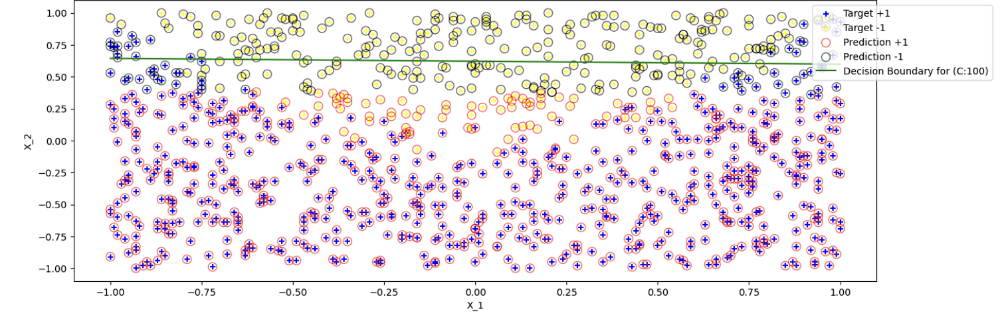 Target +1
Target -1
Prediction +1
Prediction -1
Decision Boundary for (C:100)
X_2
1.00
0.75
0.50
0.25
0.00
−0.25
−0.50
−0.75
−1.00
−1.00 −0.75 −0.50 −0.25 0.00 0.25 0.50 0.75 1.00
X_1